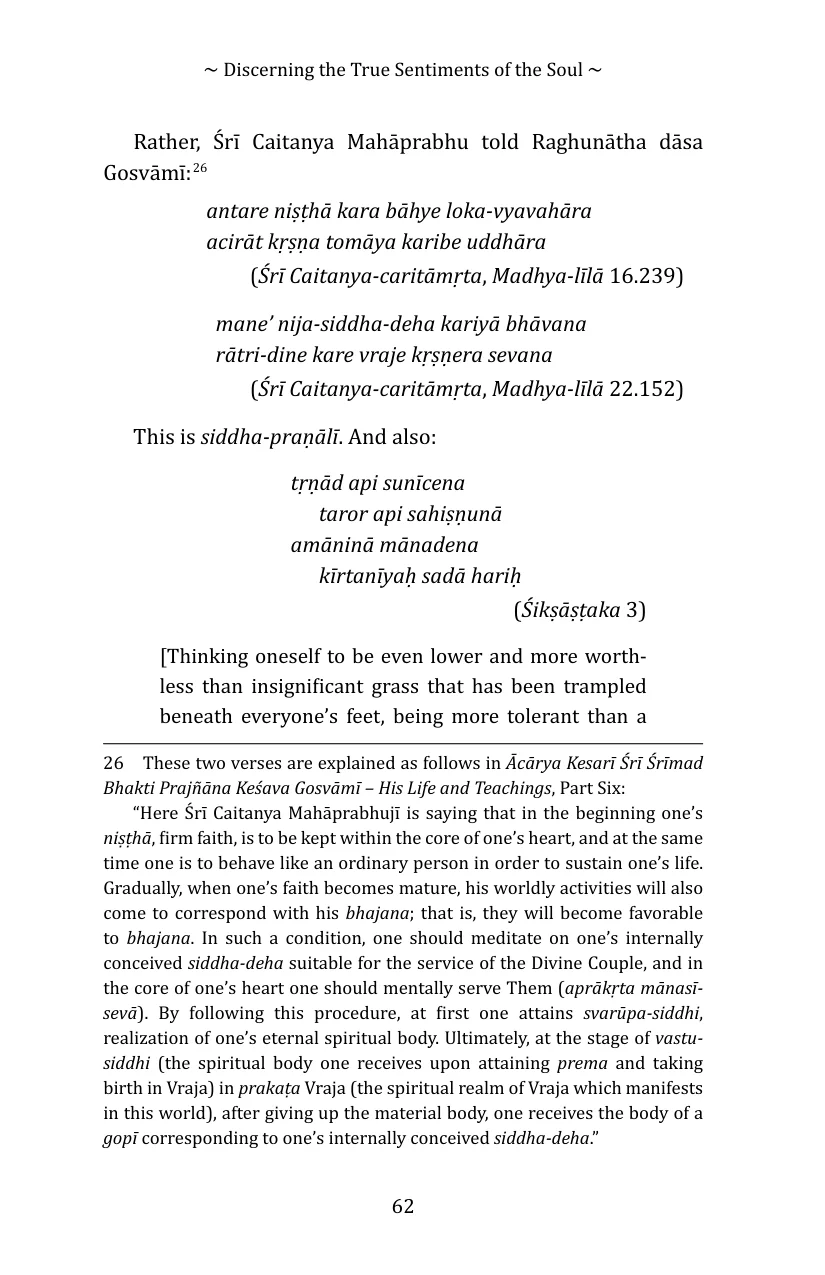 ~ Discerning the True Sentiments of the Soul ~
Rather, Śrī Caitanya Mahāprabhu told Raghunātha dāsa
Gosvāmī:26
antare niṣṭhā kara bāhye loka-vyavahāra
acirāt kṛṣṇa tomāya karibe uddhāra
(Śrī Caitanya-caritāmṛta, Madhya-līlā 16.239)
mane’ nija-siddha-deha kariyā bhāvana
rātri-dine kare vraje kṛṣṇera sevana
(Śrī Caitanya-caritāmṛta, Madhya-līlā 22.152)
This is siddha-praṇālī. And also:
tṛṇād api sunīcena
taror api sahiṣṇunā
amāninā mānadena
kīrtanīyaḥ sadā hariḥ
(Śikṣāṣṭaka 3)
[Thinking oneself to be even lower and more worth-
less than insignificant grass that has been trampled
beneath everyone’s feet, being more tolerant than a
26 These two verses are explained as follows in Ācārya Kesarī Śrī Śrīmad
Bhakti Prajñāna Keśava Gosvāmī – His Life and Teachings, Part Six:
“Here Śrī Caitanya Mahāprabhujī is saying that in the beginning one’s
niṣṭhā, firm faith, is to be kept within the core of one’s heart, and at the same
time one is to behave like an ordinary person in order to sustain one’s life.
Gradually, when one’s faith becomes mature, his worldly activities will also
come to correspond with his bhajana; that is, they will become favorable
to bhajana. In such a condition, one should meditate on one’s internally
conceived siddha-deha suitable for the service of the Divine Couple, and in
the core of one’s heart one should mentally serve Them (aprākṛta mānasī-
sevā). By following this procedure, at first one attains svarūpa-siddhi,
realization of one’s eternal spiritual body. Ultimately, at the stage of vastu-
siddhi (the spiritual body one receives upon attaining prema and taking
birth in Vraja) in prakaṭa Vraja (the spiritual realm of Vraja which manifests
in this world), after giving up the material body, one receives the body of a
gopī corresponding to one’s internally conceived siddha-deha.”
62